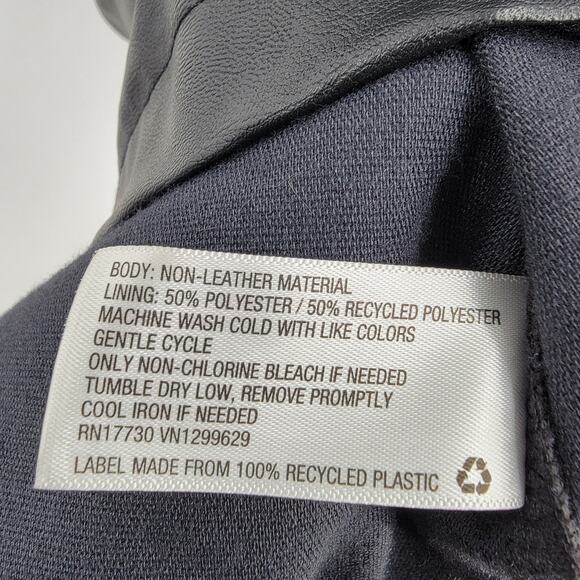 BODY: NON-LEATHER MATERIAL
LINING: 50% POLYESTER / 50% RECYCLED POLYESTER
MACHINE WASH COLD WITH LIKE COLORS
GENTLE CYCLE
ONLY NON-CHLORINE BLEACH IF NEEDED
TUMBLE DRY LOW, REMOVE PROMPTLY
COOL IRON IF NEEDED
RN17730 VN1299629
LABEL MADE FROM 100% RECYCLED PLASTIC